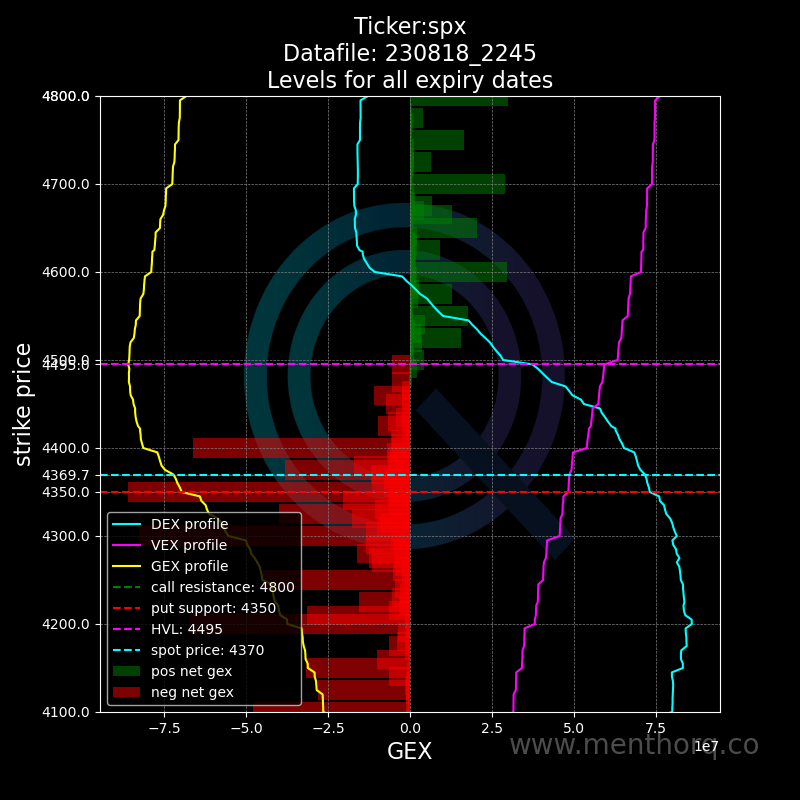 Ticker:spx
Datafile: 230818_2245
Levels for all expiry dates
4800.0
4700.0
4600.0
4500.0
4495.0
4400.0
4369.7
4350.0
4300.0
4200.0
4100.0
strike price
DEX profile
VEX profile
GEX profile
call resistance: 4800
put support: 4350
HVL: 4495
spot price: 4370
pos net gex
neg net gex
−7.5 −5.0 −2.5 0.0 2.5 5.0 7.5
1e7
GEX
www.menthorq.co